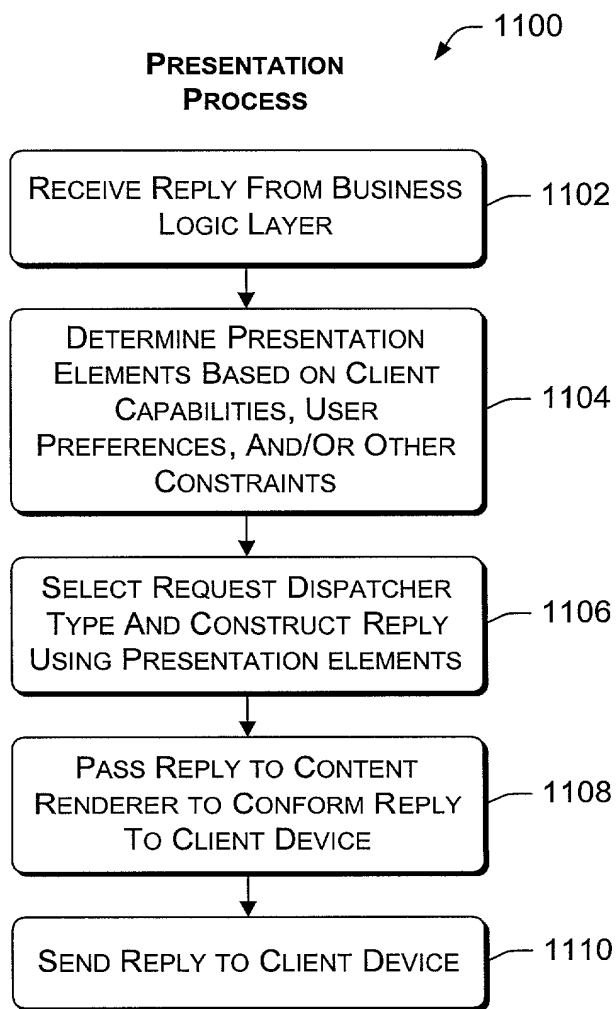 1100
PRESENTATION
PROCESS
RECEIVE REPLY FROM BUSINESS
LOGIC LAYER
1102
DETERMINE PRESENTATION
ELEMENTS BASED ON CLIENT
CAPABILITIES, USER
PREFERENCES, AND/OR OTHER
CONSTRAINTS
1104
SELECT REQUEST DISPATCHER
TYPE AND CONSTRUCT REPLY
USING PRESENTATION ELEMENTS
1106
PASS REPLY TO CONTENT
RENDERER TO CONFORM REPLY
TO CLIENT DEVICE
1108
SEND REPLY TO CLIENT DEVICE
1110